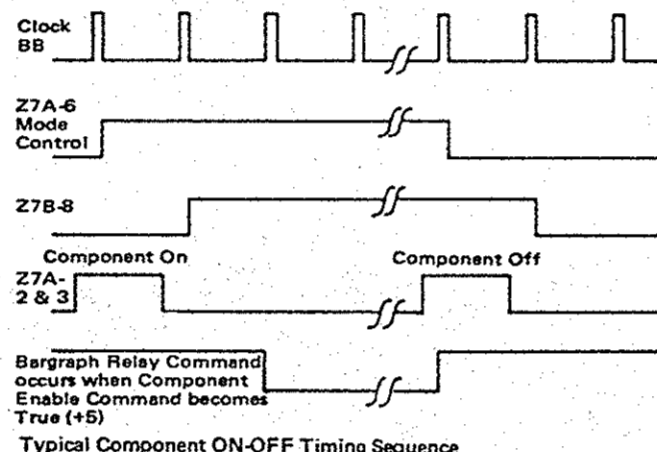 Clock
BB
Z7A-6
Mode
Control
Z7B-8
Component On
Component Off
Z7A-
2 & 3
Bargraph Relay Command
occurs when Component
Enable Command becomes
True (+5)
Typical Component ON-OFF Timing Sequence